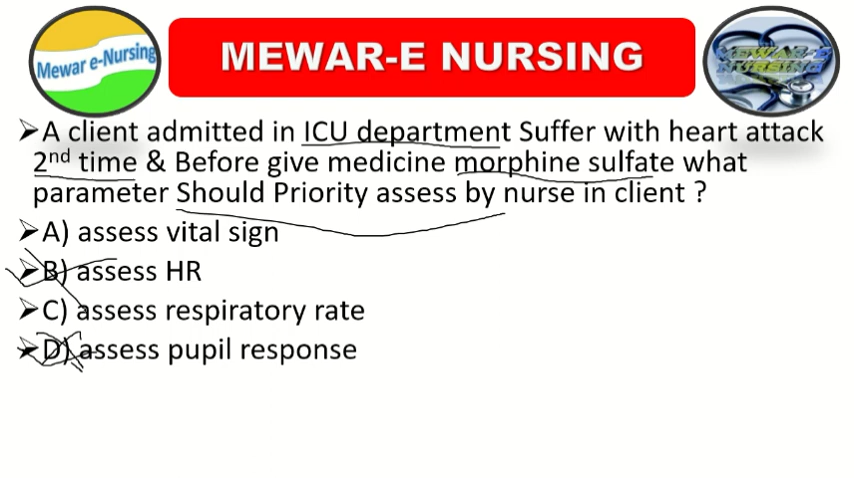 Mewar e-Nursing
MEWAR-E NURSING
MEWAR-E
NURSING
➢A client admitted in ICU department Suffer with heart attack
2nd time & Before give medicine morphine sulfate what
parameter Should Priority assess by nurse in client ?
➢A) assess vital sign
➢B) assess HR
➢C) assess respiratory rate
➢D) assess pupil response